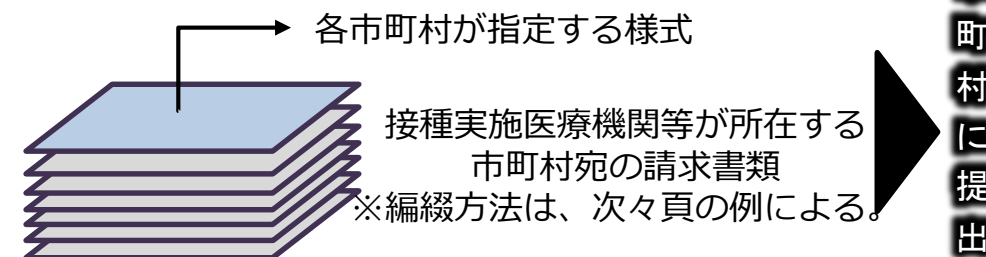 各市町村が指定する様式
接種実施医療機関等が所在する
市町村宛の請求書類
※編綴方法は、次々頁の例による。
町
村
に
提
出